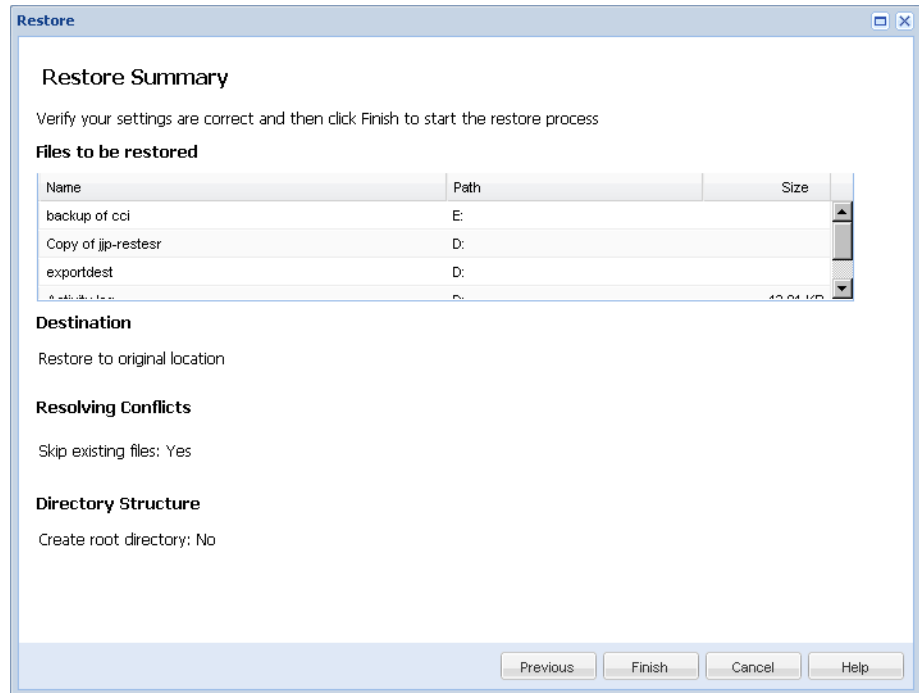 Restore
Restore Summary
Verify your settings are correct and then click Finish to start the restore process
Files to be restored
Name Path Size
backup of cci E:
Copy of jjp-restesr D:
exportdest D:
Destination
Restore to original location
Resolving Conflicts
Skip existing files: Yes
Directory Structure
Create root directory: No
Previous Finish Cancel Help